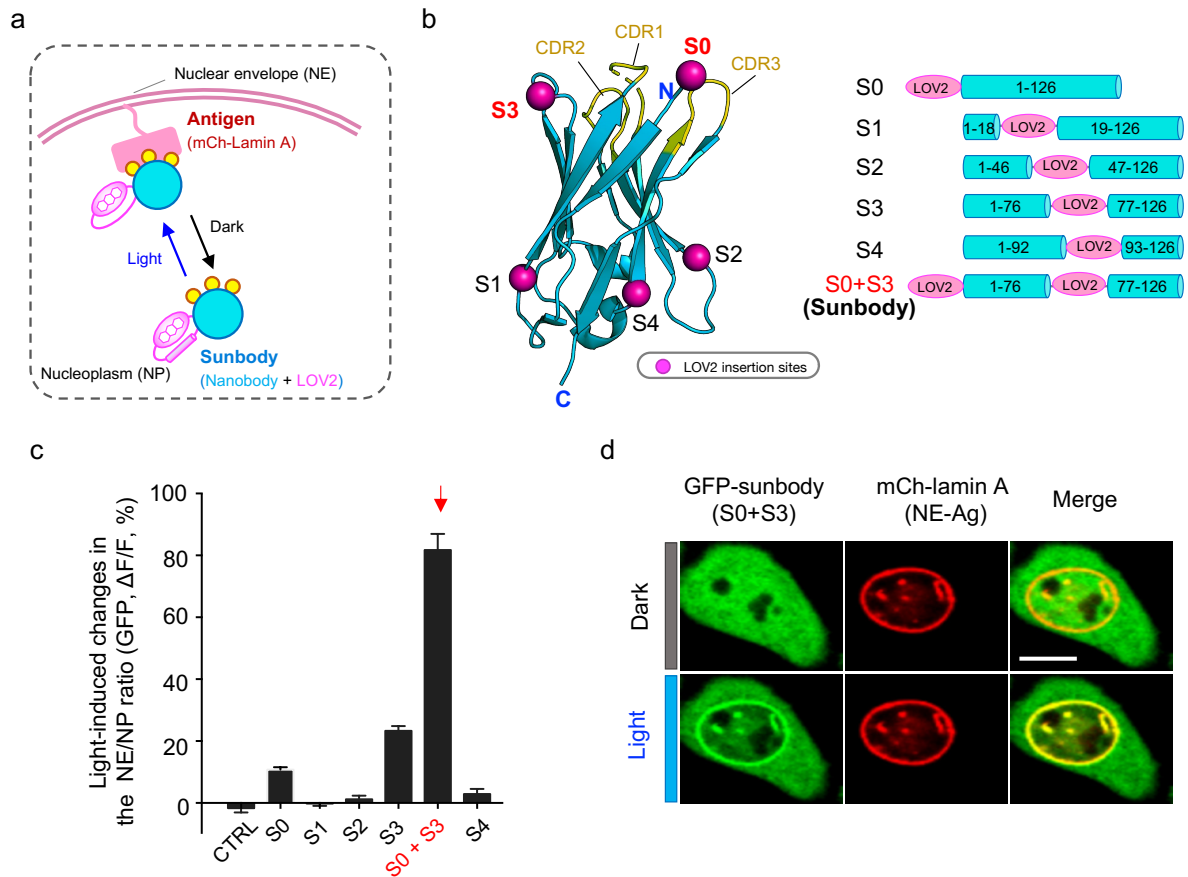 a
Nuclear envelope (NE)
Antigen
(mCh-Lamin A)
Dark
Light
Sunbody
(Nanobody + LOV2)
Nucleoplasm (NP)
b
CDR1
CDR2
S0
CDR3
N
S3
S1
S2
S4
C
LOV2 insertion sites
S0 LOV2 1-126
S1 1-18 LOV2 19-126
S2 1-46 LOV2 47-126
S3 1-76 LOV2 77-126
S4 1-92 LOV2 93-126
S0+S3 LOV2 1-76 LOV2 77-126
(Sunbody)
c
Light-induced changes in
the NE/NP ratio (GFP, ΔF/F, %)
100
80
60
40
20
0
CTRL S0 S1 S2 S3 S0 + S3 S4
d
GFP-sunbody
(S0+S3)
mCh-lamin A
(NE-Ag)
Merge
Dark
Light